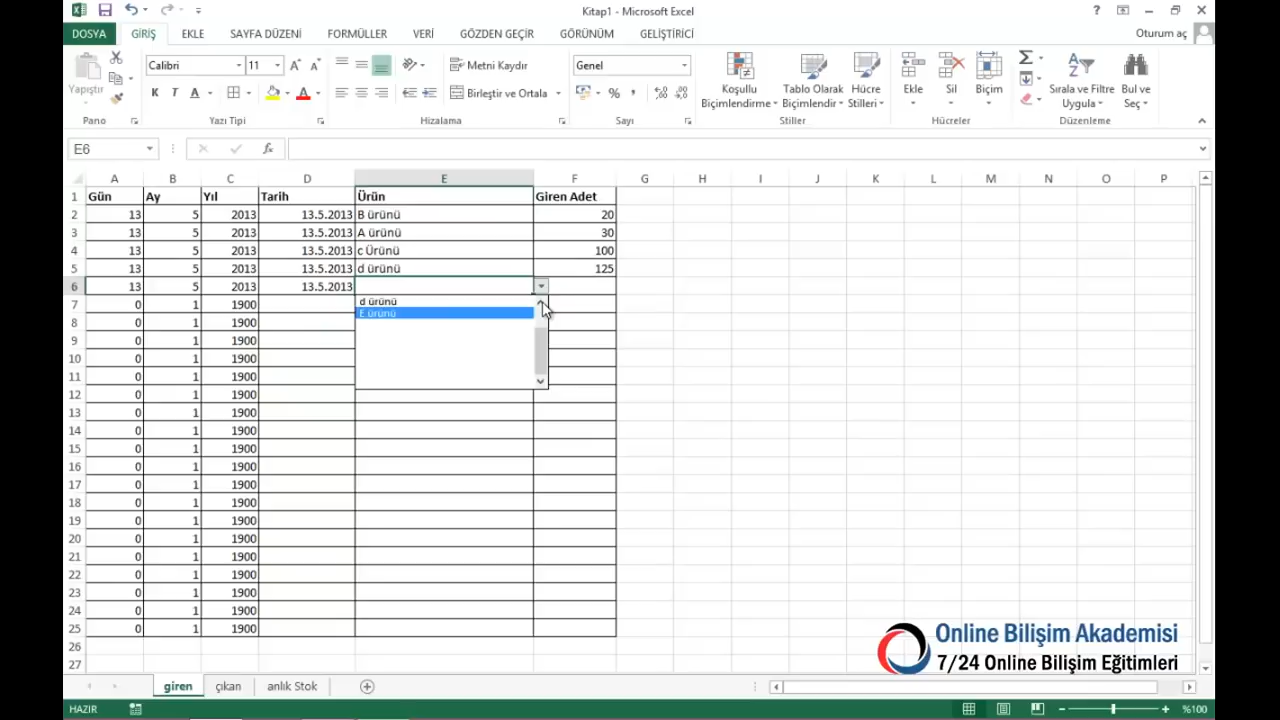 Kitap1 - Microsoft Excel
Oturum aç
DOSYA GİRİŞ EKLE SAYFA DÜZENİ FORMÜLLER VERİ GÖZDEN GEÇİR GÖRÜNÜM GELİŞTİRİCİ
Yapıştır
Pano
Calibri 11
K T A
Yazı Tipi
Metni Kaydır
Birleştir ve Ortala
Hizalama
Genel
%
Sayı
Koşullu Biçimlendirme
Tablo Olarak Biçimlendir
Hücre Stilleri
Stiller
Ekle Sil Biçim
Hücreler
Sırala ve Filtre Uygula
Bul ve Seç
Düzenleme
E6 fx
A B C D E F G H I J K L M N O P
1 Gün Ay Yıl Tarih Ürün Giren Adet
2 13 5 2013 13.5.2013 B ürünü 20
3 13 5 2013 13.5.2013 A ürünü 30
4 13 5 2013 13.5.2013 c Ürünü 100
5 13 5 2013 13.5.2013 d ürünü 125
6 13 5 2013 13.5.2013
d ürünü
E ürünü
7 0 1 1900
8 0 1 1900
9 0 1 1900
10 0 1 1900
11 0 1 1900
12 0 1 1900
13 0 1 1900
14 0 1 1900
15 0 1 1900
16 0 1 1900
17 0 1 1900
18 0 1 1900
19 0 1 1900
20 0 1 1900
21 0 1 1900
22 0 1 1900
23 0 1 1900
24 0 1 1900
25 0 1 1900
26
27
Online Bilişim Akademisi
7/24 Online Bilişim Eğitimleri
giren çıkan anlık Stok
HAZIR
%100